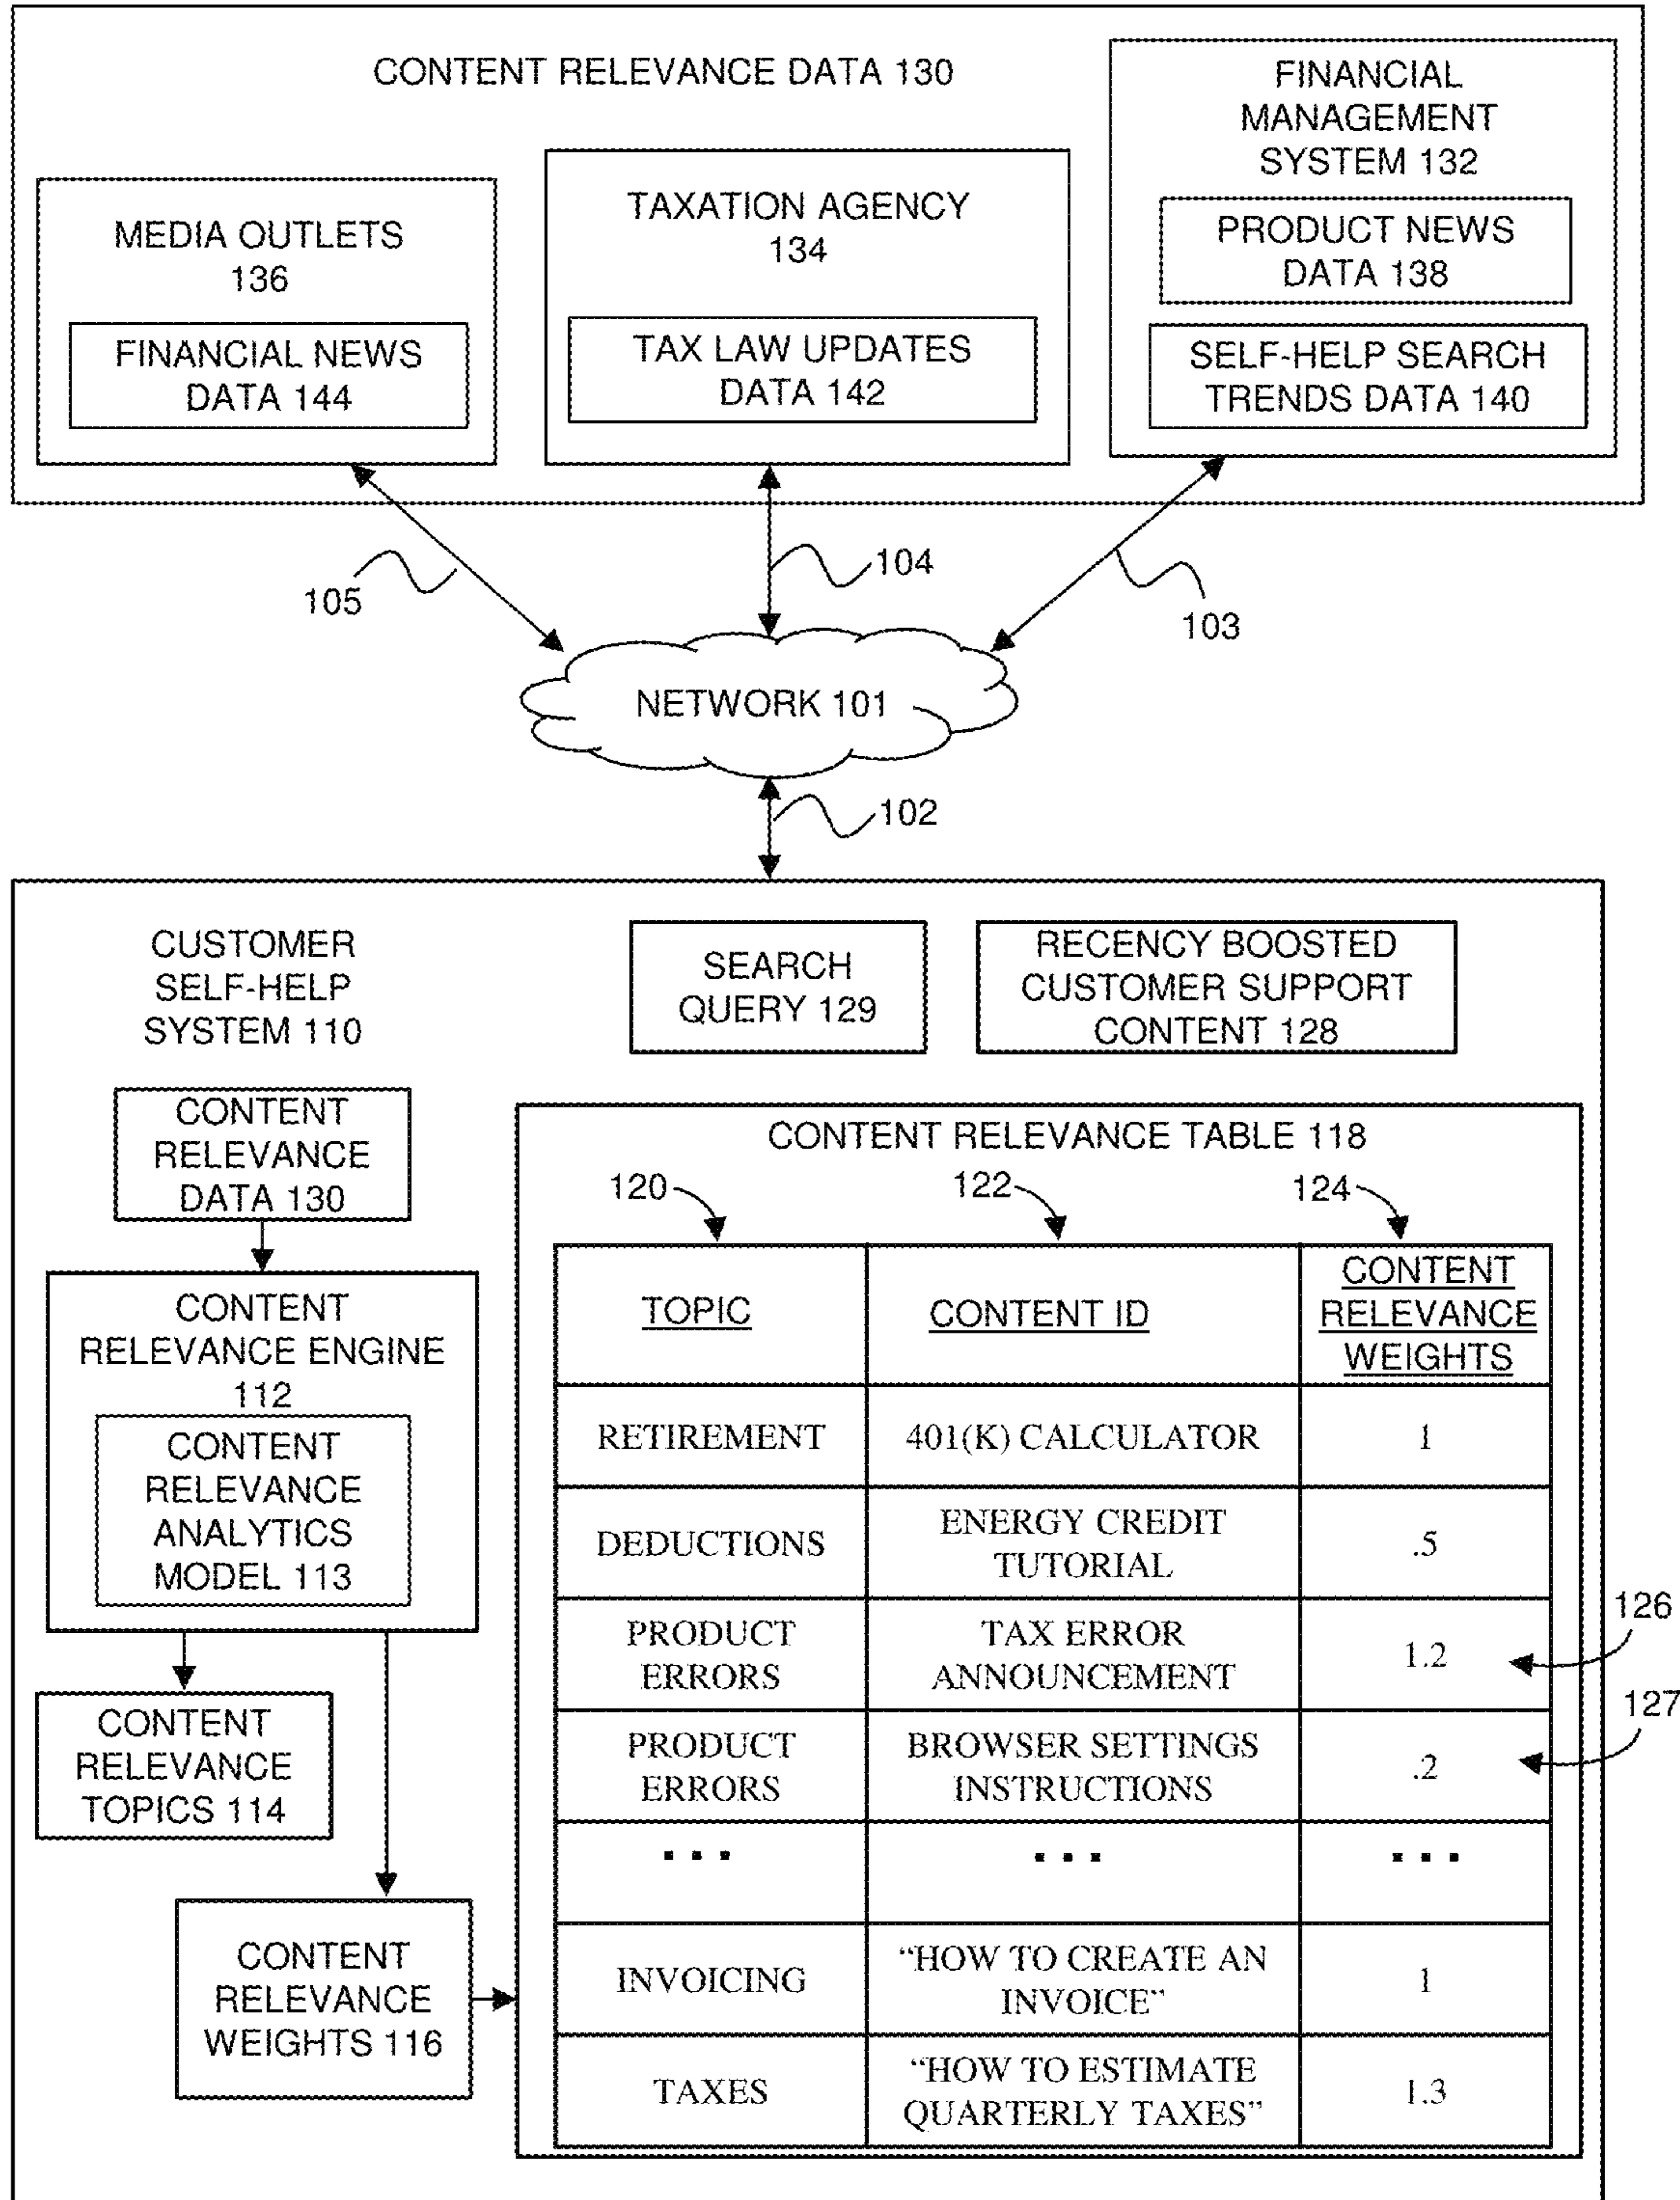 CONTENT RELEVANCE DATA 130
FINANCIAL
MANAGEMENT
SYSTEM 132
PRODUCT NEWS
DATA 138
SELF-HELP SEARCH
TRENDS DATA 140
TAXATION AGENCY
134
TAX LAW UPDATES
DATA 142
MEDIA OUTLETS
136
FINANCIAL NEWS
DATA 144
105
104
103
NETWORK 101
102
CUSTOMER
SELF-HELP
SYSTEM 110
SEARCH
QUERY 129
RECENCY BOOSTED
CUSTOMER SUPPORT
CONTENT 128
CONTENT
RELEVANCE
DATA 130
CONTENT
RELEVANCE ENGINE
112
CONTENT
RELEVANCE
ANALYTICS
MODEL 113
CONTENT
RELEVANCE
TOPICS 114
CONTENT
RELEVANCE
WEIGHTS 116
CONTENT RELEVANCE TABLE 118
120
122
124
TOPIC
CONTENT ID
CONTENT
RELEVANCE
WEIGHTS
RETIREMENT
401(K) CALCULATOR
1
DEDUCTIONS
ENERGY CREDIT
TUTORIAL
.5
PRODUCT
ERRORS
TAX ERROR
ANNOUNCEMENT
1.2
126
PRODUCT
ERRORS
BROWSER SETTINGS
INSTRUCTIONS
.2
127
...
...
...
INVOICING
“HOW TO CREATE AN
INVOICE”
1
TAXES
“HOW TO ESTIMATE
QUARTERLY TAXES”
1.3